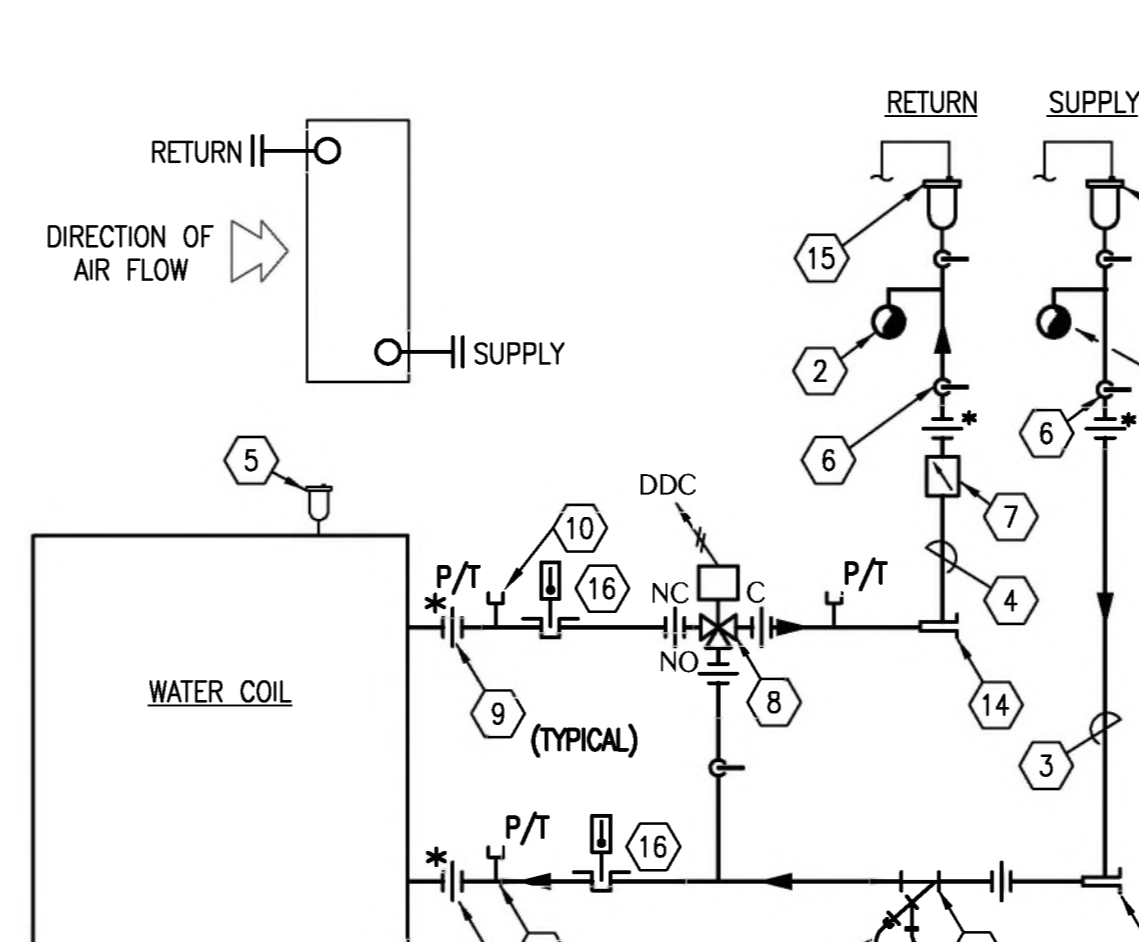 RETURN
SUPPLY
RETURN
DIRECTION OF
AIR FLOW
15
SUPPLY
2
6
6
5
DDC
7
10
P/T
16
NC
C
P/T
4
*
*
*
NO
WATER COIL
9
8
14
(TYPICAL)
3
P/T
16
*